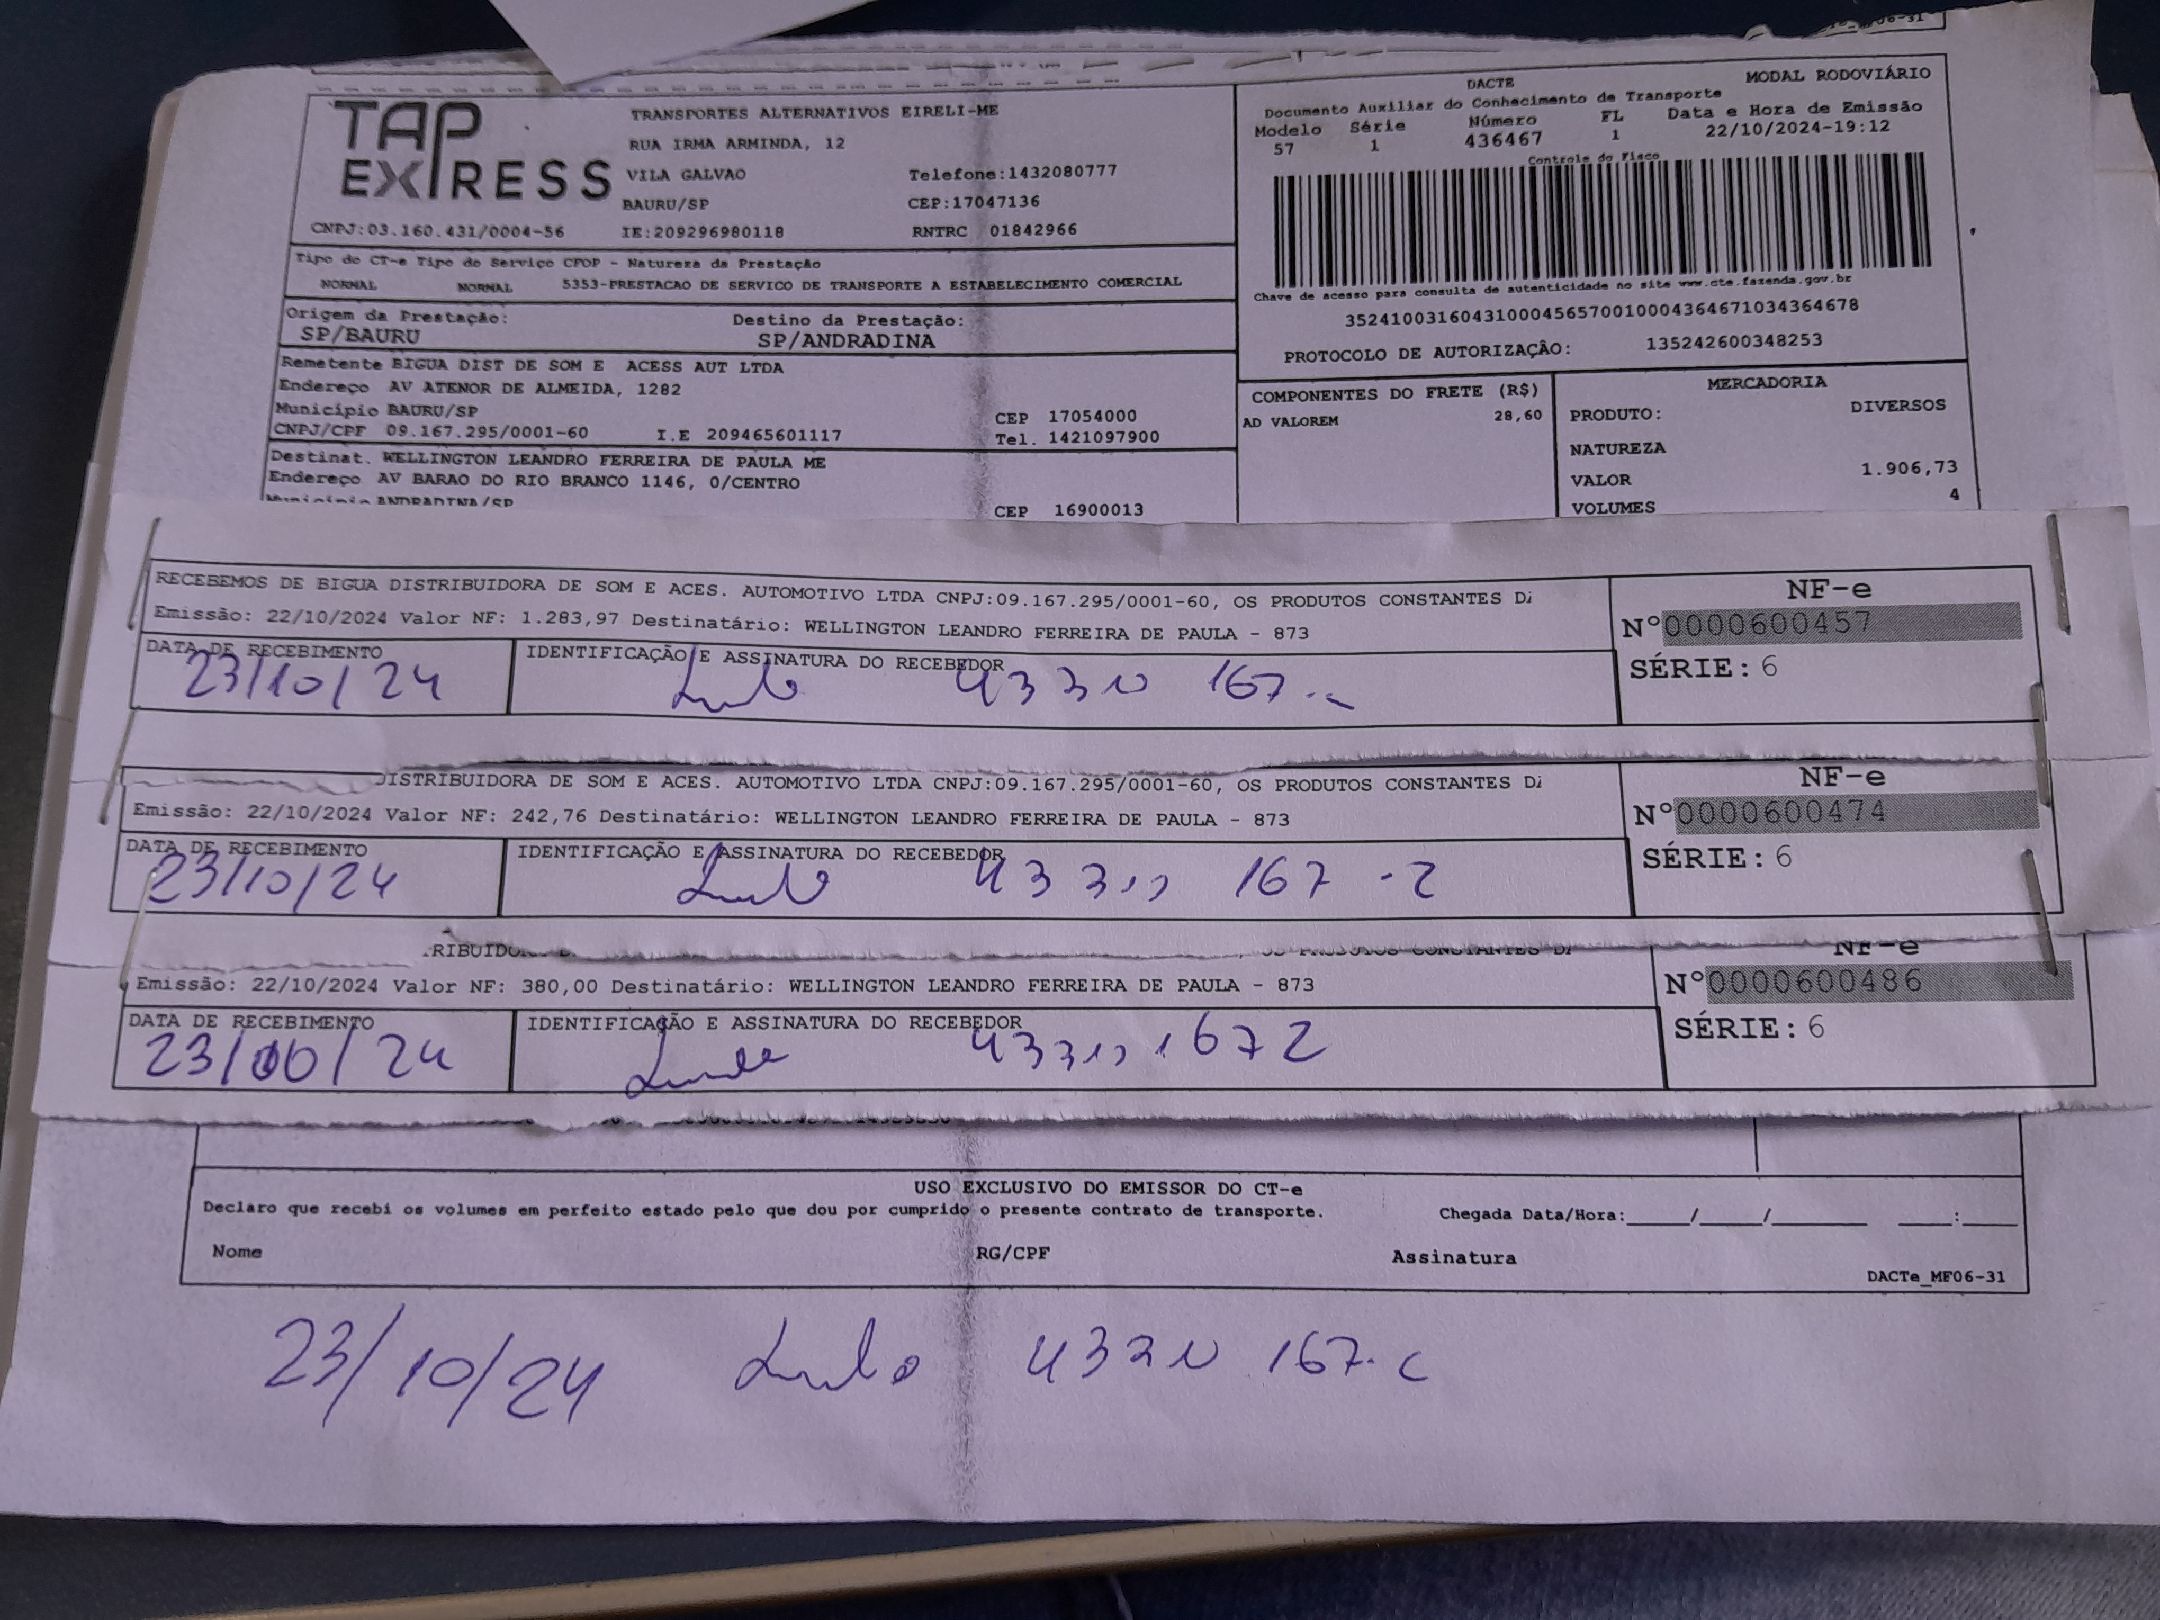 TAP
EXPRESS
TRANSPORTES ALTERNATIVOS EIRELI-ME
RUA IRMA ARMINDA, 12
VILA GALVAO Telefone:1432080777
BAURU/SP CEP:17047136
CNPJ:03.160.431/0004-56 IE:209296980118 RNTRC 01842966
DACTE MODAL RODOVIÁRIO
Documento Auxiliar do Conhecimento de Transporte
Modelo Série Número FL Data e Hora de Emissão
57 1 436467 1 22/10/2024-19:12
Controle do Fisco
Chave de acesso para consulta de autenticidade no site www.cte.fazenda.gov.br
35241003160431000456570010004364671034364678
PROTOCOLO DE AUTORIZAÇÃO: 135242600348253
Tipo do CT-e Tipo do Serviço CFOP - Natureza da Prestação
NORMAL NORMAL 5353-PRESTACAO DE SERVICO DE TRANSPORTE A ESTABELECIMENTO COMERCIAL
Origem da Prestação: Destino da Prestação:
SP/BAURU SP/ANDRADINA
Remetente BIGUA DIST DE SOM E ACESS AUT LTDA
Endereço AV ATENOR DE ALMEIDA, 1282
Município BAURU/SP CEP 17054000
CNPJ/CPF 09.167.295/0001-60 I.E 209465601117 Tel. 1421097900
Destinat. WELLINGTON LEANDRO FERREIRA DE PAULA ME
Endereço AV BARAO DO RIO BRANCO 1146, 0/CENTRO
Município ANDRADINA/SP CEP 16900013
COMPONENTES DO FRETE (R$)
AD VALOREM 28,60
MERCADORIA
PRODUTO: DIVERSOS
NATUREZA
VALOR 1.906,73
VOLUMES 4
RECEBEMOS DE BIGUA DISTRIBUIDORA DE SOM E ACES. AUTOMOTIVO LTDA CNPJ:09.167.295/0001-60, OS PRODUTOS CONSTANTES
Emissão: 22/10/2024 Valor NF: 1.283,97 Destinatário: WELLINGTON LEANDRO FERREIRA DE PAULA - 873
NF-e
N°0000600457
SÉRIE: 6
DATA DE RECEBIMENTO IDENTIFICAÇÃO E ASSINATURA DO RECEBEDOR
23/10/24
DISTRIBUIDORA DE SOM E ACES. AUTOMOTIVO LTDA CNPJ:09.167.295/0001-60, OS PRODUTOS CONSTANTES
Emissão: 22/10/2024 Valor NF: 242,76 Destinatário: WELLINGTON LEANDRO FERREIRA DE PAULA - 873
NF-e
N°0000600474
SÉRIE: 6
DATA DE RECEBIMENTO IDENTIFICAÇÃO E ASSINATURA DO RECEBEDOR
23/10/24
Emissão: 22/10/2024 Valor NF: 380,00 Destinatário: WELLINGTON LEANDRO FERREIRA DE PAULA - 873
NF-e
N°0000600486
SÉRIE: 6
DATA DE RECEBIMENTO IDENTIFICAÇÃO E ASSINATURA DO RECEBEDOR
USO EXCLUSIVO DO EMISSOR DO CT-e
Declaro que recebi os volumes em perfeito estado pelo que dou por cumprido o presente contrato de transporte. Chegada Data/Hora:_____/_____/_______ ____:____
Nome RG/CPF Assinatura
DACTe_MF06-31
23/10/24